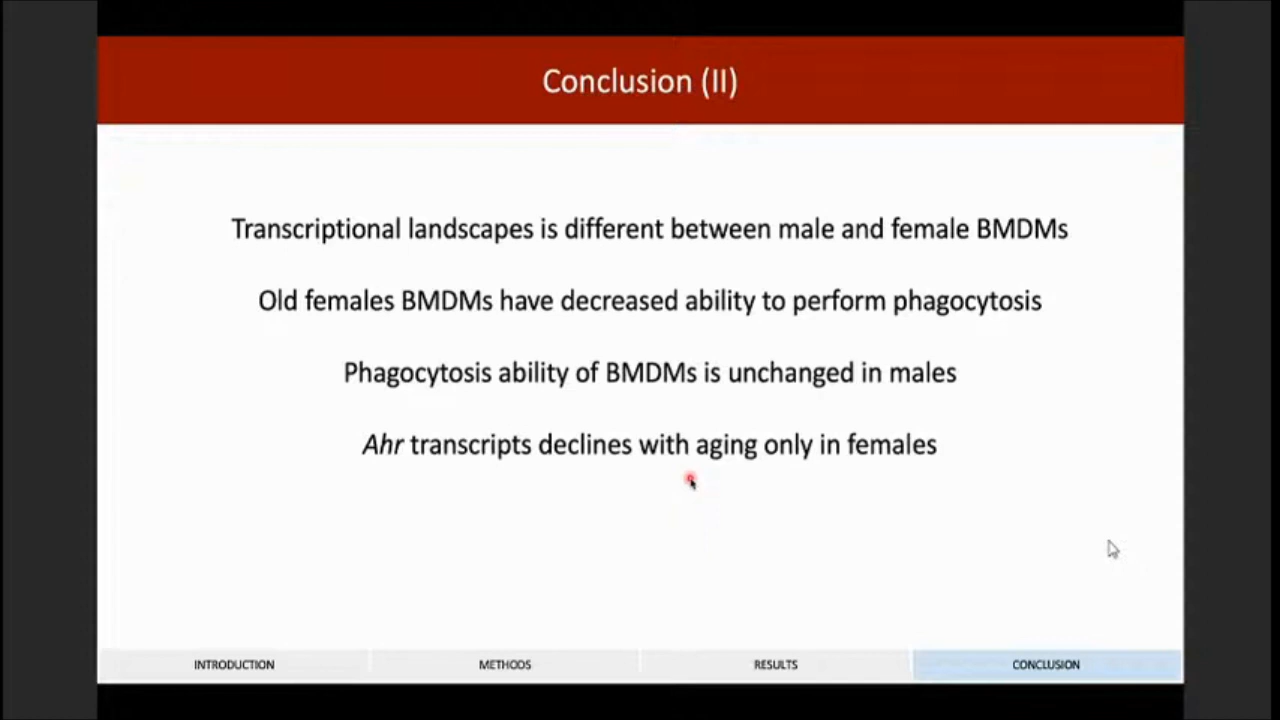 Conclusion (II)
Transcriptional landscapes is different between male and female BMDMs
Old females BMDMs have decreased ability to perform phagocytosis
Phagocytosis ability of BMDMs is unchanged in males
Ahr transcripts declines with aging only in females
INTRODUCTION
METHODS
RESULTS
CONCLUSION